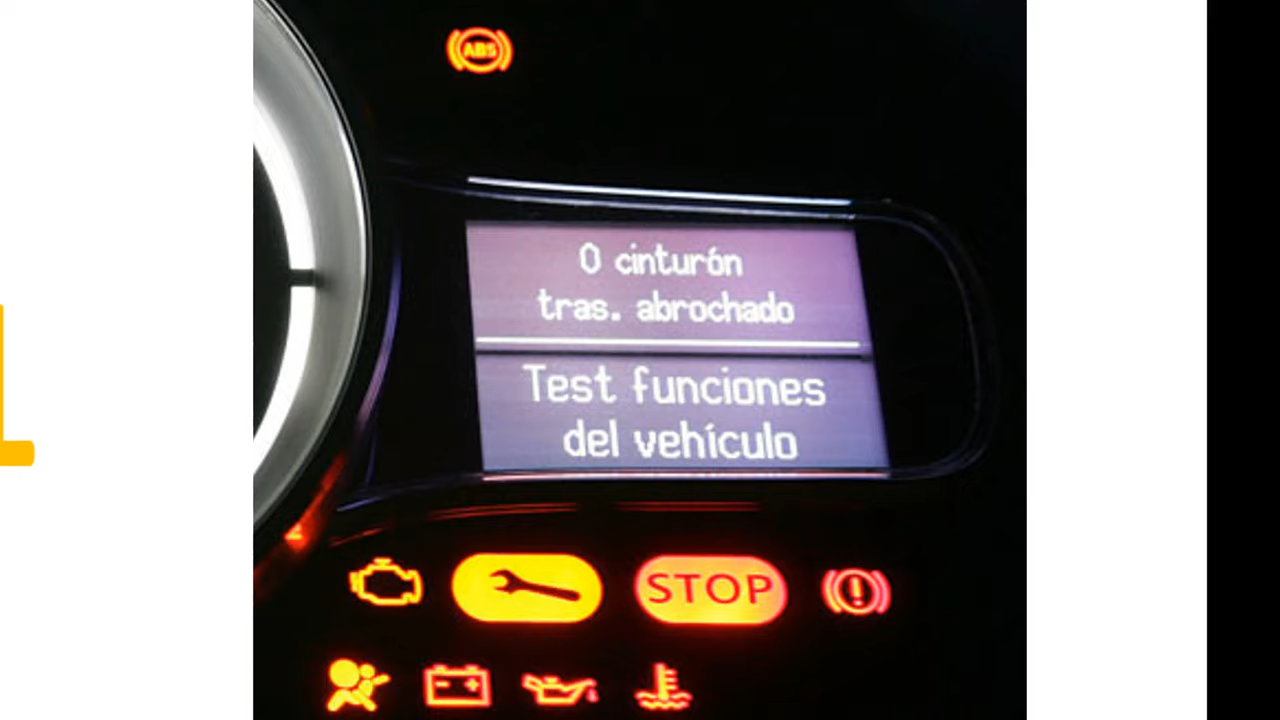 ABS
0 cinturón
tras. abrochado
Test funciones
del vehículo
STOP